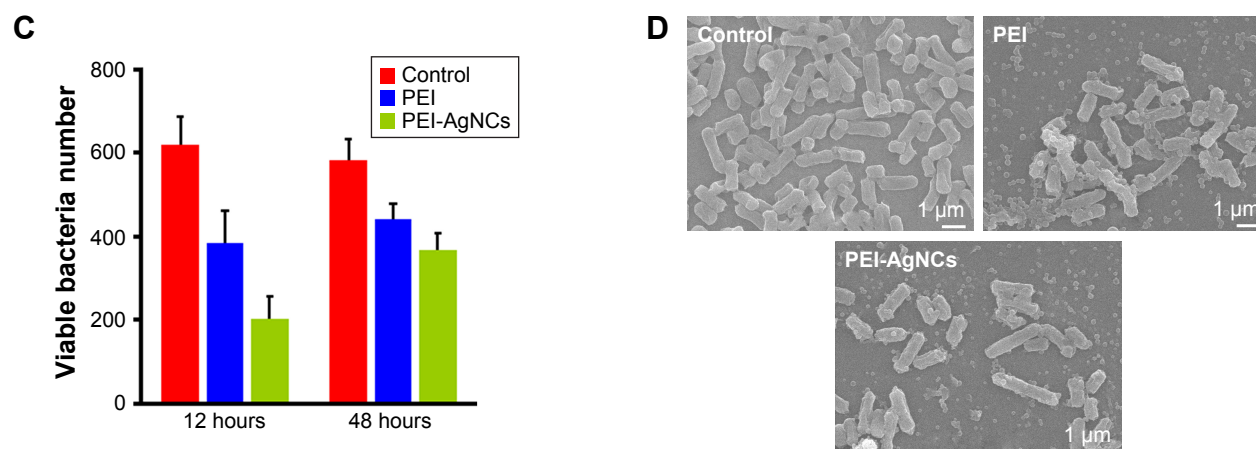 C
800
600
400
200
0
Viable bacteria number
Control
PEI
PEI-AgNCs
12 hours
48 hours
D
Control
1 µm
PEI
1 µm
PEI-AgNCs
1 µm